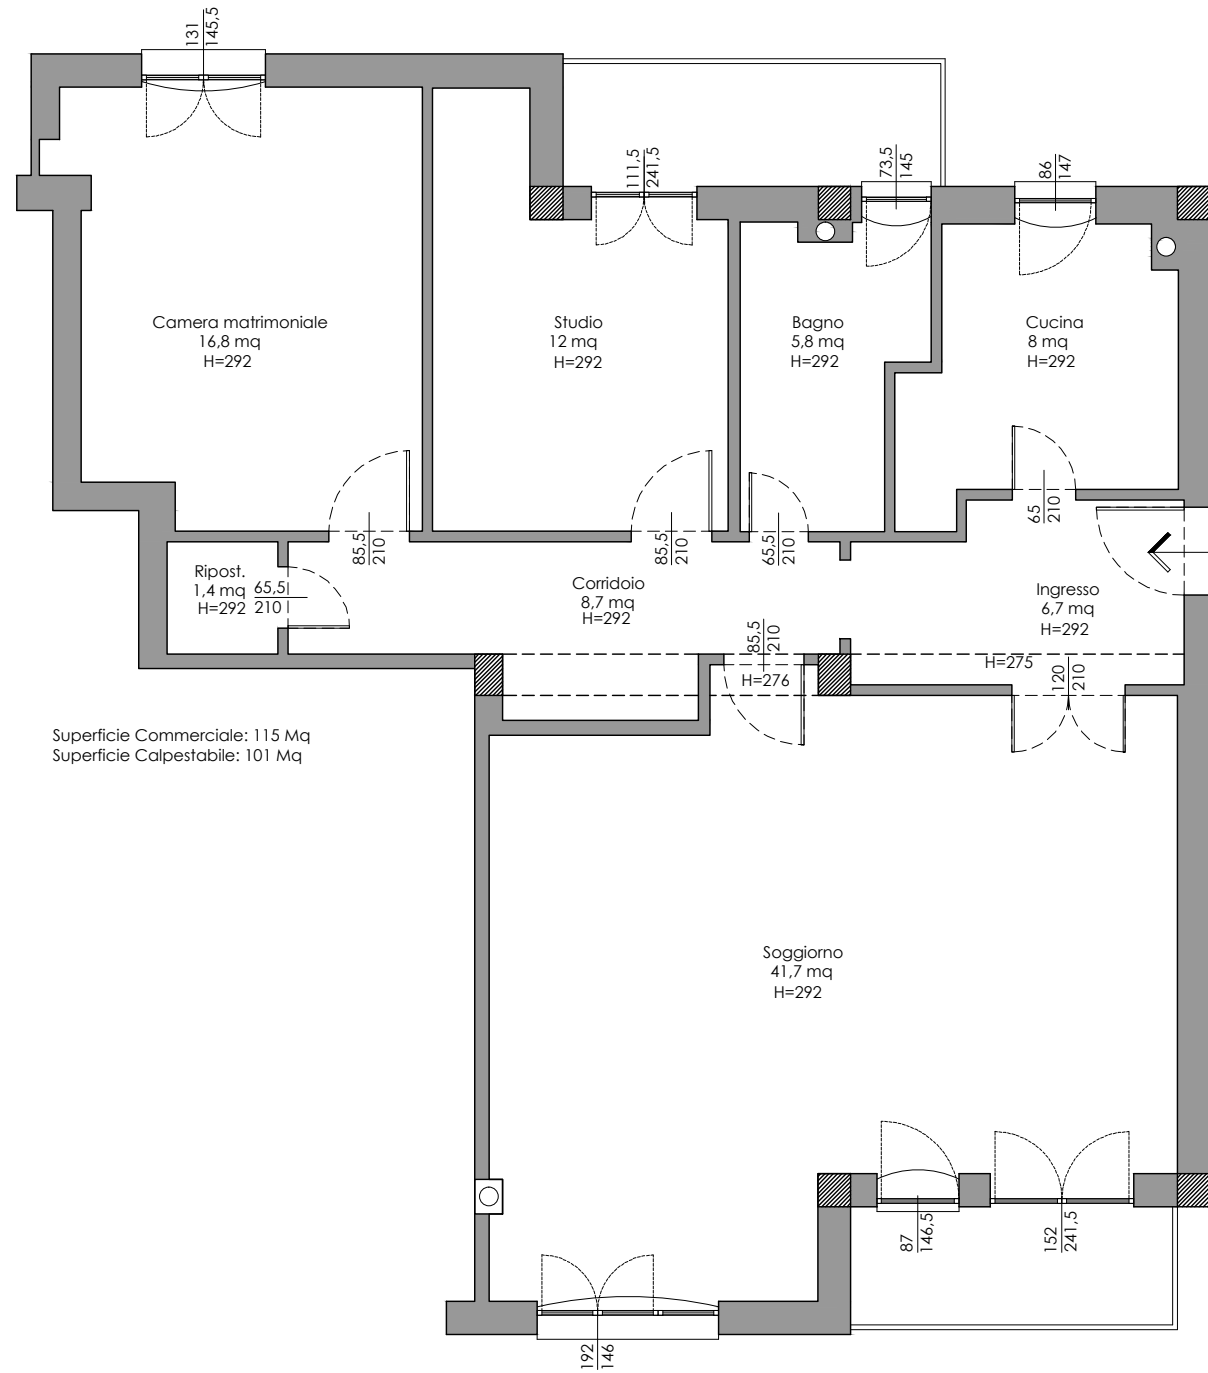 131
145,5
111,5
241,5
73,5
145
86
147
Camera matrimoniale
16,8 mq
H=292
Studio
12 mq
H=292
Bagno
5,8 mq
H=292
Cucina
8 mq
H=292
85,5
210
85,5
210
65,5
210
65
210
Ripost.
1,4 mq
H=292
65,5
210
Corridoio
8,7 mq
H=292
Ingresso
6,7 mq
H=292
85,5
210
H=276
H=275
120
210
Superficie Commerciale: 115 Mq
Superficie Calpestabile: 101 Mq
Soggiorno
41,7 mq
H=292
87
146,5
152
241,5
192
146